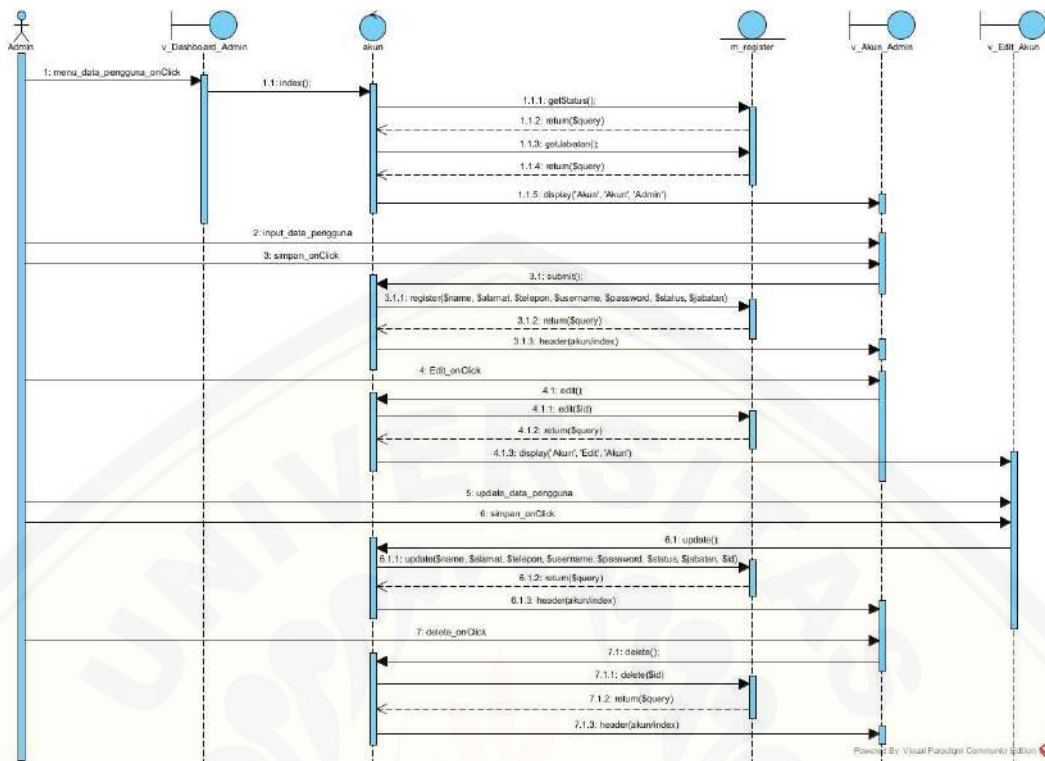 Admin
v_Dashboard_Admin
akun
m_register
v_Akun_Admin
v_Edit_Akun
1: menu_data_pengguna_onClick
1.1: index();
1.1.1: getStatus();
1.1.2: return($query)
1.1.3: getJabatan();
1.1.4: return($query)
1.1.5: display('Akun', 'Akun', 'Admin')
2: input_data_pengguna
3: simpan_onClick
3.1: submit();
3.1.1: register($name, $alamat, $telepon, $username, $password, $status, $jabatan)
3.1.2: return($query)
3.1.3: header(akun/index)
4: Edit_onClick
4.1: edit()
4.1.1: edit($id)
4.1.2: return($query)
4.1.3: display('Akun', 'Edit', 'Akun')
5: update_data_pengguna
6: simpan_onClick
6.1: update()
6.1.1: update($name, $alamat, $telepon, $username, $password, $status, $jabatan, $id)
6.1.2: return($query)
6.1.3: header(akun/index)
7: delete_onClick
7.1: delete();
7.1.1: delete($id)
7.1.2: return($query)
7.1.3: header(akun/index)
UNIVERSITAS
Powered By Visual Paradigm Community Edition